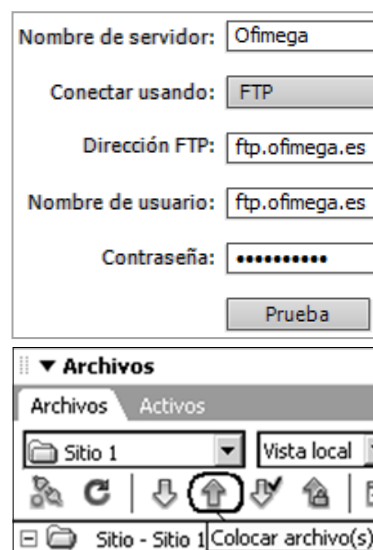 Nombre de servidor: Ofimega
Conectar usando: FTP
Dirección FTP: ftp.ofimega.es
Nombre de usuario: ftp.ofimega.es
Contraseña: ••••••••••
Prueba
Archivos
Archivos Activos
Sitio 1 Vista local
Sitio - Sitio 1 Colocar archivo(s)